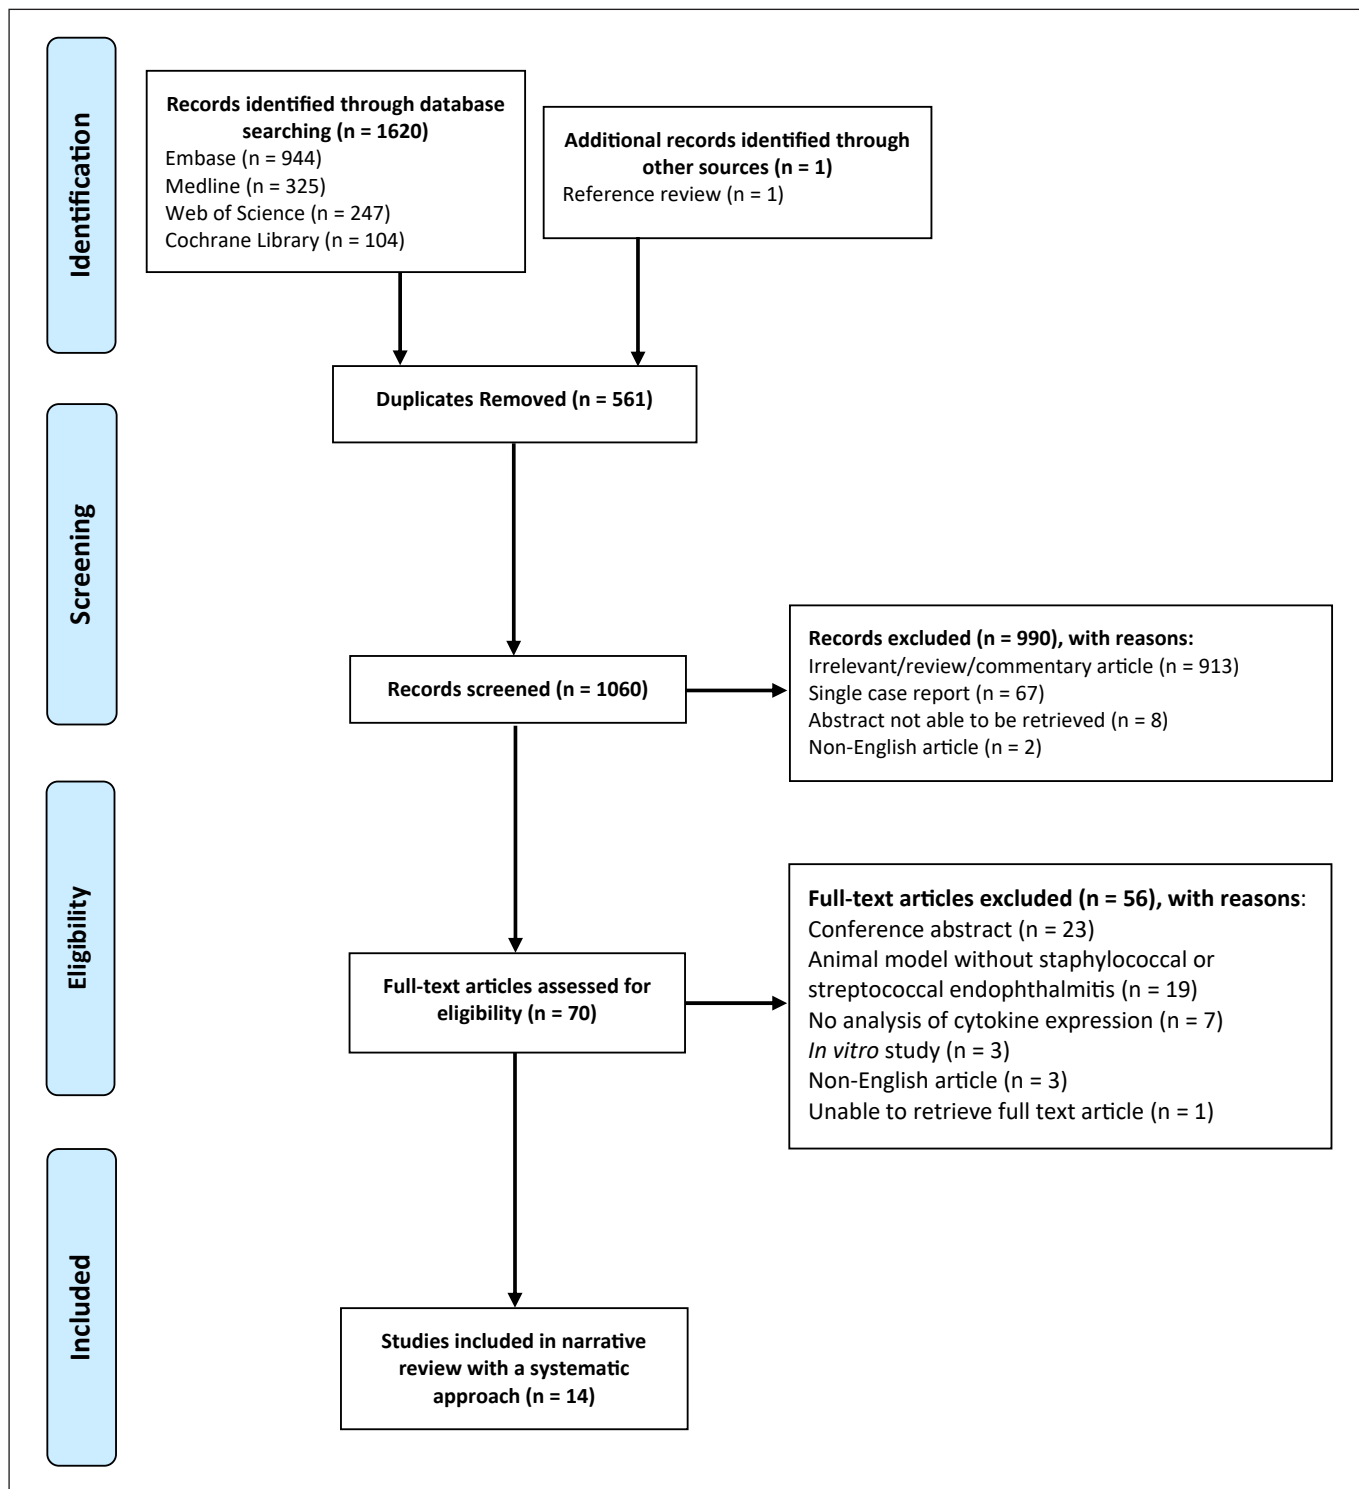 Identification
Records identified through database
searching (n = 1620)
Embase (n = 944)
Medline (n = 325)
Web of Science (n = 247)
Cochrane Library (n = 104)
Additional records identified through
other sources (n = 1)
Reference review (n = 1)
Duplicates Removed (n = 561)
Screening
Records screened (n = 1060)
Records excluded (n = 990), with reasons:
Irrelevant/review/commentary article (n = 913)
Single case report (n = 67)
Abstract not able to be retrieved (n = 8)
Non-English article (n = 2)
Eligibility
Full-text articles assessed for
eligibility (n = 70)
Full-text articles excluded (n = 56), with reasons:
Conference abstract (n = 23)
Animal model without staphylococcal or
streptococcal endophthalmitis (n = 19)
No analysis of cytokine expression (n = 7)
In vitro study (n = 3)
Non-English article (n = 3)
Unable to retrieve full text article (n = 1)
Included
Studies included in narrative
review with a systematic
approach (n = 14)